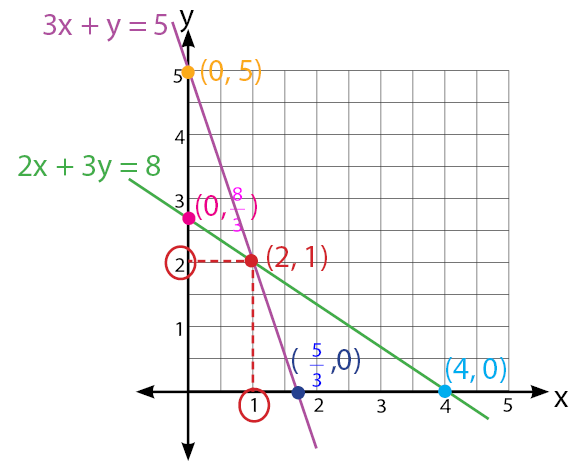 3x + y = 5
y
5
(0, 5)
4
2x + 3y = 8
3
(0, 8/3 )
2
(2, 1)
1
( 5/3 ,0)
(4, 0)
1
2
3
4
5
x